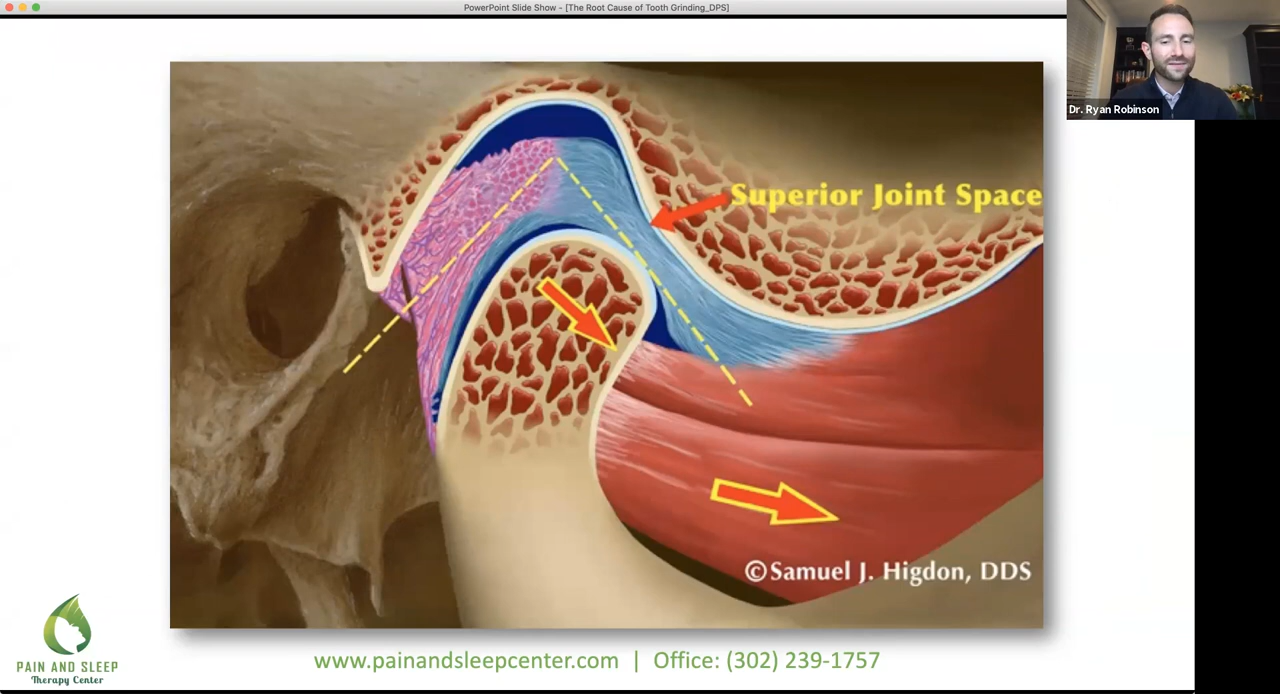 PowerPoint Slide Show - [The Root Cause of Tooth Grinding_DPS]
Dr. Ryan Robinson
Superior Joint Space
©Samuel J. Higdon, DDS
PAIN AND SLEEP
Therapy Center
www.painandsleepcenter.com | Office: (302) 239-1757